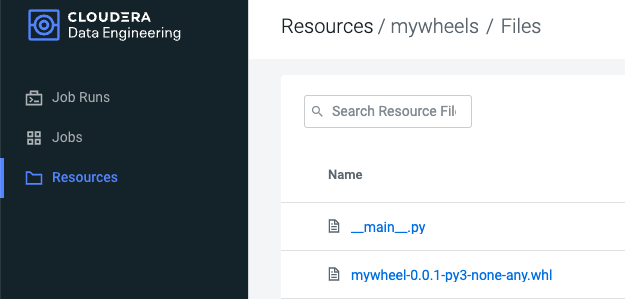 CLOUDERA
Data Engineering
Resources / mywheels / Files
Job Runs
Jobs
Resources
Search Resource Fil
Name
__main__.py
mywheel-0.0.1-py3-none-any.whl